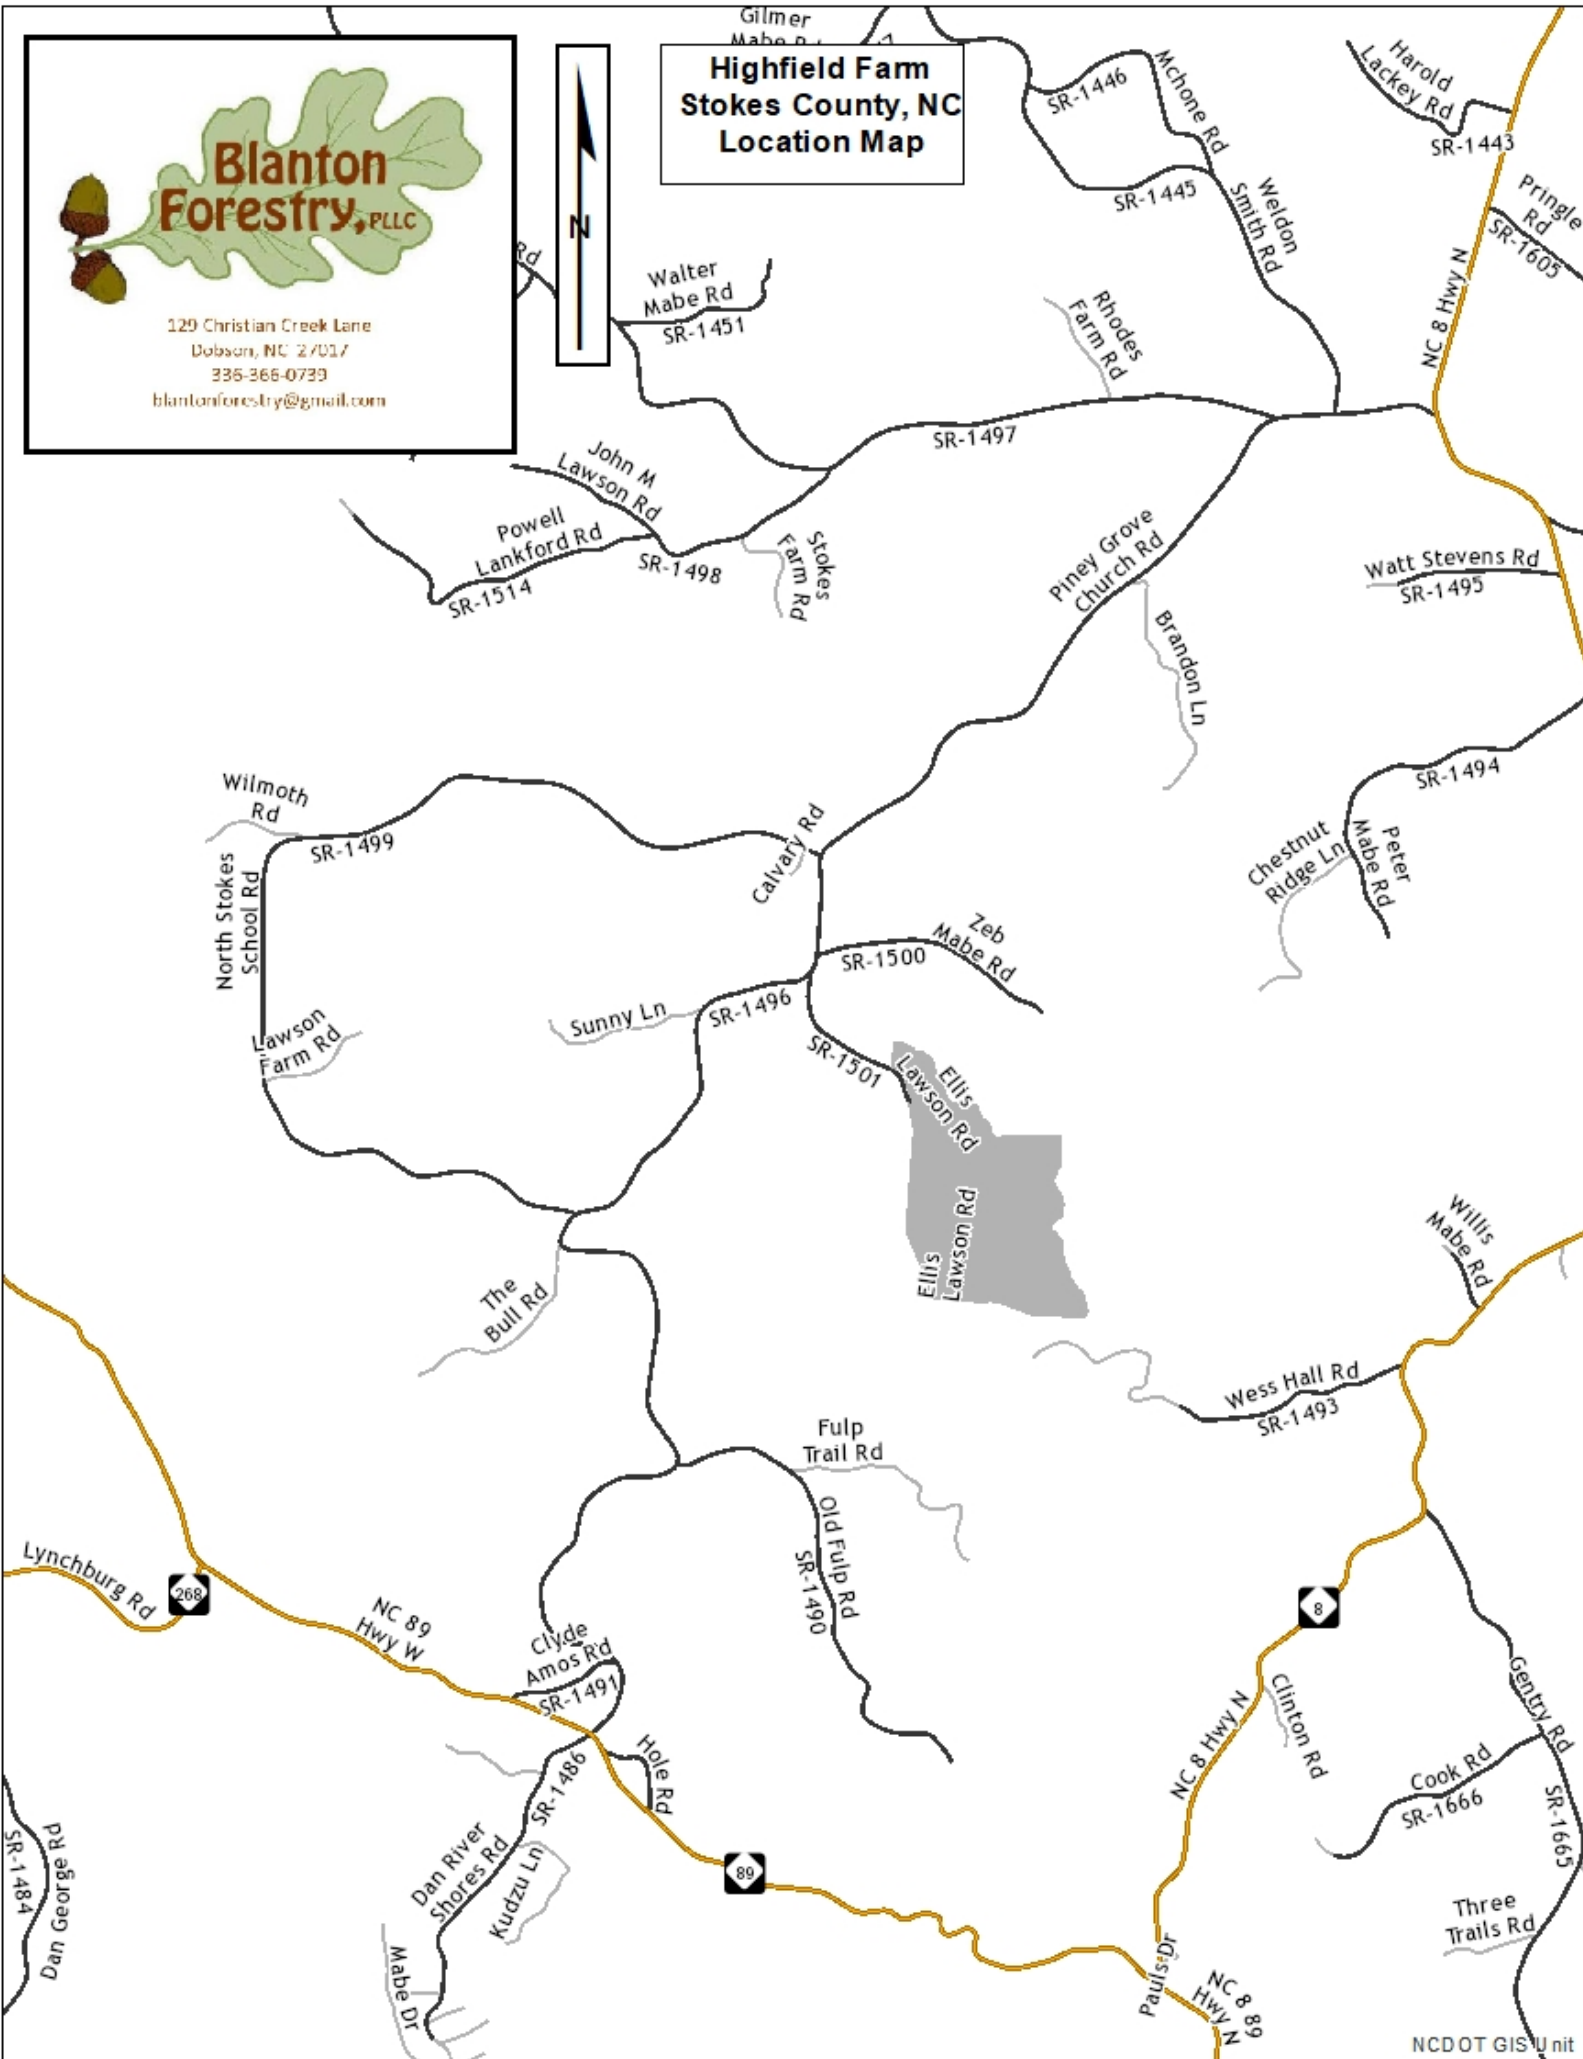 Gilmer
Mabe Rd
Highfield Farm
Stokes County, NC
Location Map
Blanton
Forestry, PLLC
129 Christian Creek Lane
Dobson, NC 27017
336-366-0739
blantonforestry@gmail.com
N
Rd
SR-1446
Mchone Rd
SR-1445
Weldon
Smith Rd
Harold
Lackey Rd
SR-1443
Pringle
Rd
SR-1605
NC 8 Hwy N
Walter
Mabe Rd
SR-1451
Rhodes
Farm Rd
SR-1497
John M
Lawson Rd
Powell
Lankford Rd
SR-1514
SR-1498
Stokes
Farm Rd
Piney Grove
Church Rd
Brandon Ln
Watt Stevens Rd
SR-1495
SR-1494
Peter
Mabe Rd
Chestnut
Ridge Ln
Wilmoth
Rd
SR-1499
North Stokes
School Rd
Calvary Rd
Zeb
Mabe Rd
SR-1500
SR-1496
Sunny Ln
Lawson
Farm Rd
SR-1501
Ellis
Lawson Rd
Ellis
Lawson Rd
Willis
Mabe Rd
The
Bull Rd
Wess Hall Rd
SR-1493
Fulp
Trail Rd
Old Fulp Rd
SR-1490
Lynchburg Rd
268
NC 89
Hwy W
Clyde
Amos Rd
SR-1491
8
NC 8 Hwy N
Clinton Rd
Gentry Rd
Cook Rd
SR-1666
SR-1665
Hole Rd
SR-1486
Dan River
Shores Rd
Kudzu Ln
89
SR-1484
Dan George Rd
Mabe Dr
Three
Trails Rd
Pauls Dr
NC 8 89
Hwy N
NCDOT GIS Unit